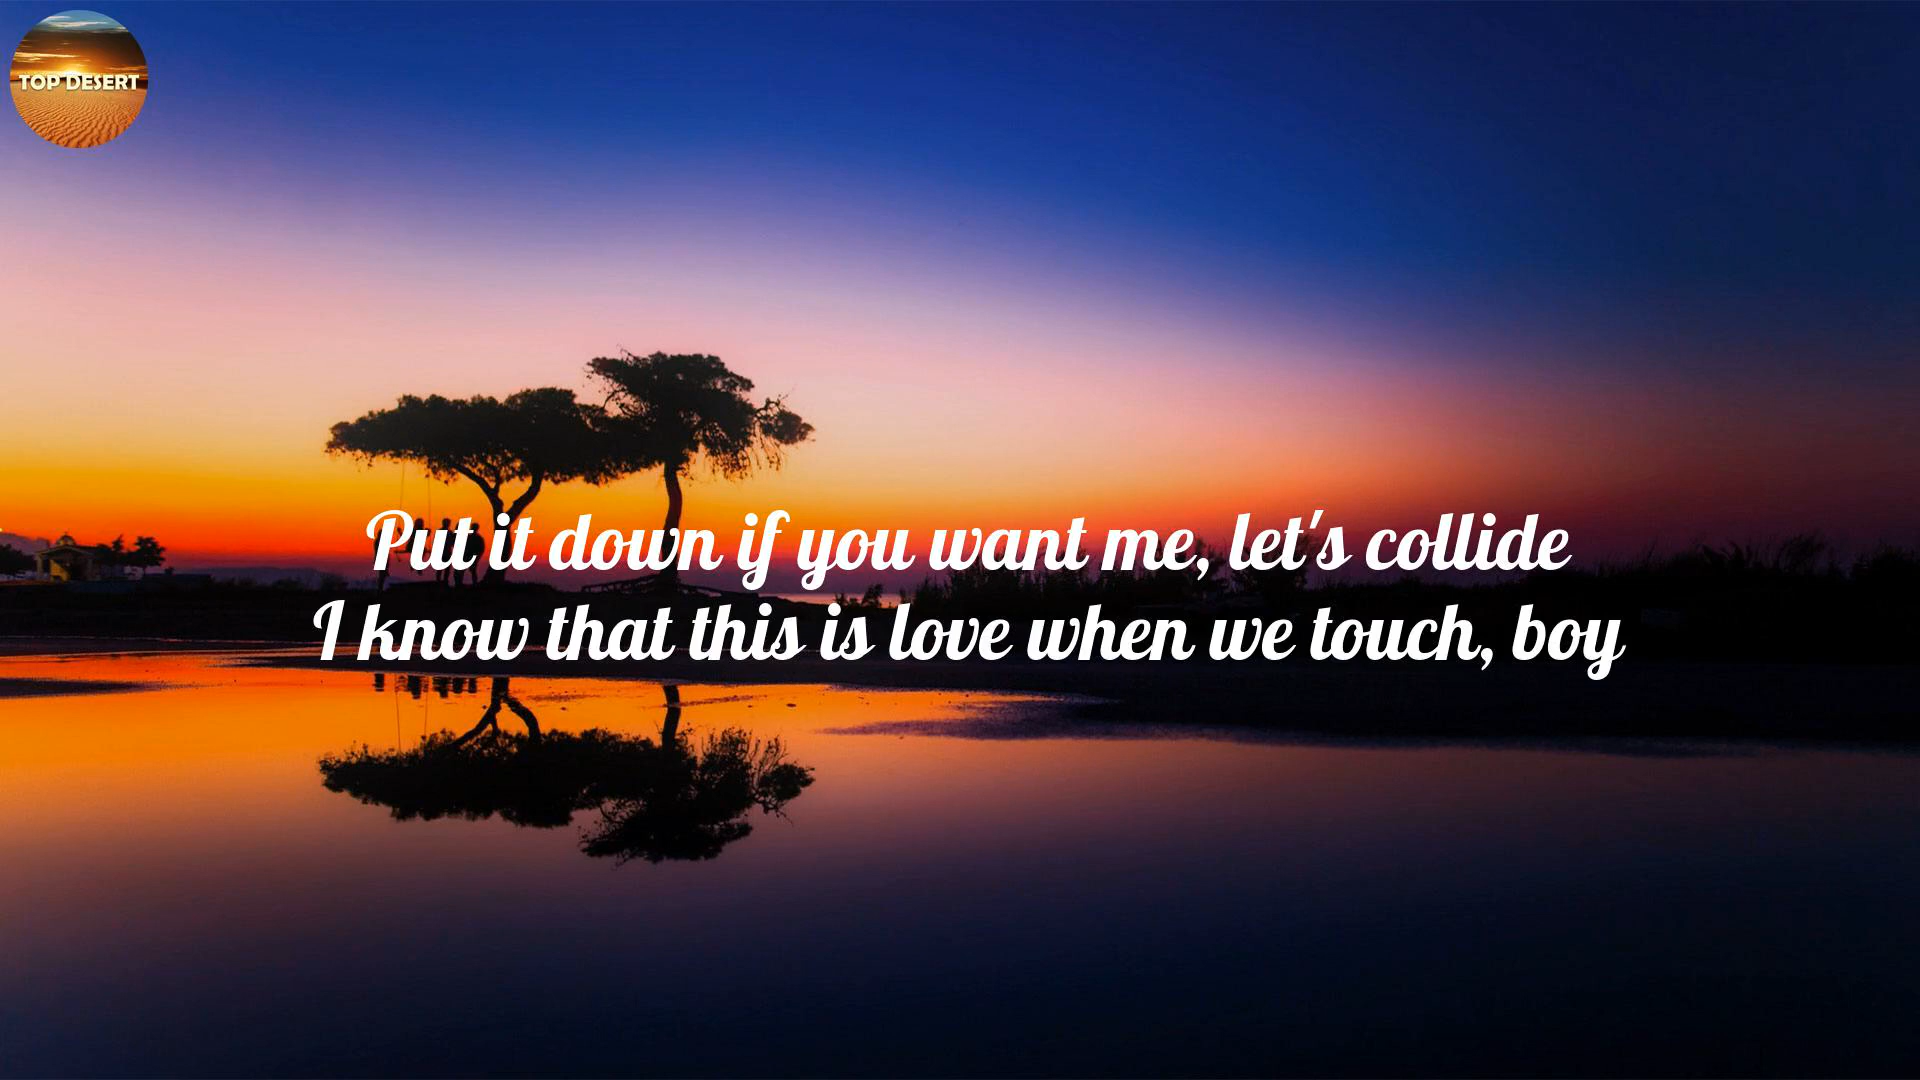 TOP DESERT
Put it down if you want me, let's collide
I know that this is love when we touch, boy